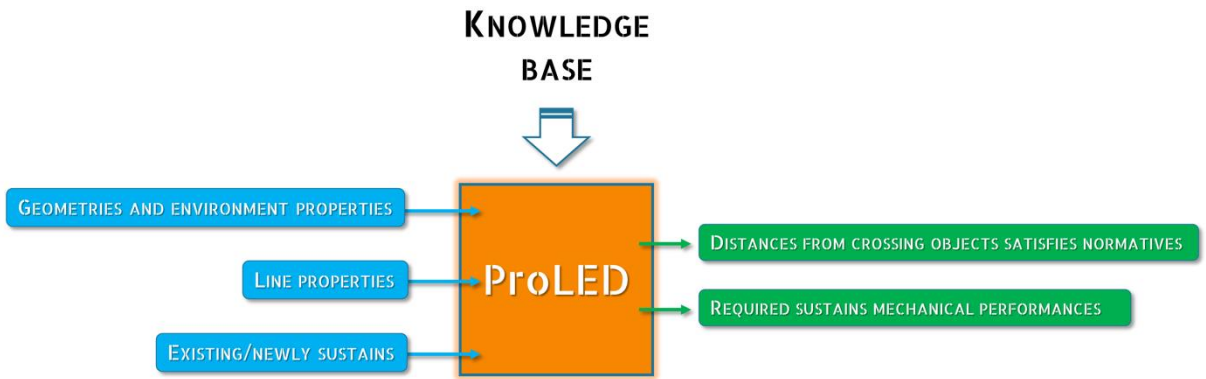 KNOWLEDGE
BASE
GEOMETRIES AND ENVIRONMENT PROPERTIES
LINE PROPERTIES
EXISTING/NEWLY SUSTAINS
ProLED
DISTANCES FROM CROSSING OBJECTS SATISFIES NORMATIVES
REQUIRED SUSTAINS MECHANICAL PERFORMANCES